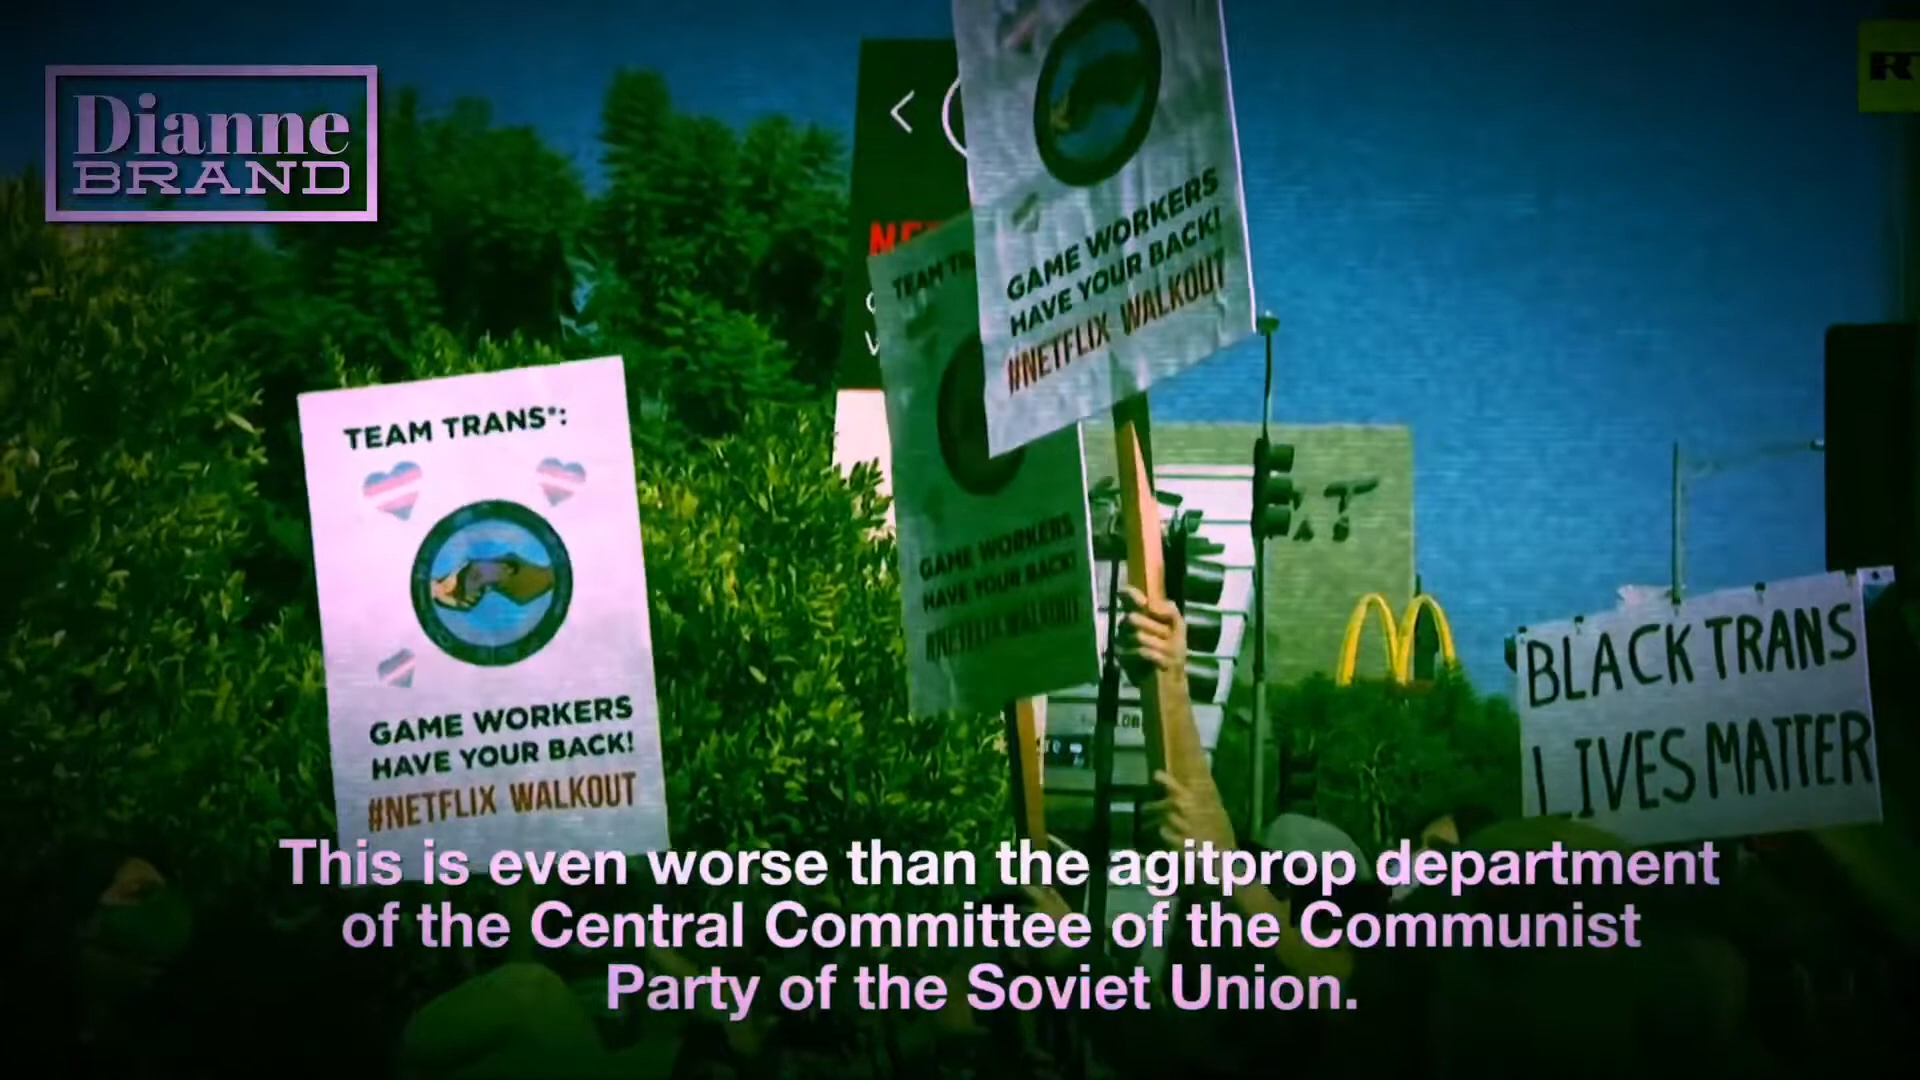 Dianne
BRAND
RT
TEAM TRANS*:
GAME WORKERS
HAVE YOUR BACK!
#NETFLIX WALKOUT
TEAM
GAME WORKERS
HAVE YOUR BACK!
#NETFLIX WALKOUT
GAME WORKERS
HAVE YOUR BACK!
#NETFLIX WALKOUT
BLACK TRANS
LIVES MATTER
This is even worse than the agitprop department
of the Central Committee of the Communist
Party of the Soviet Union.